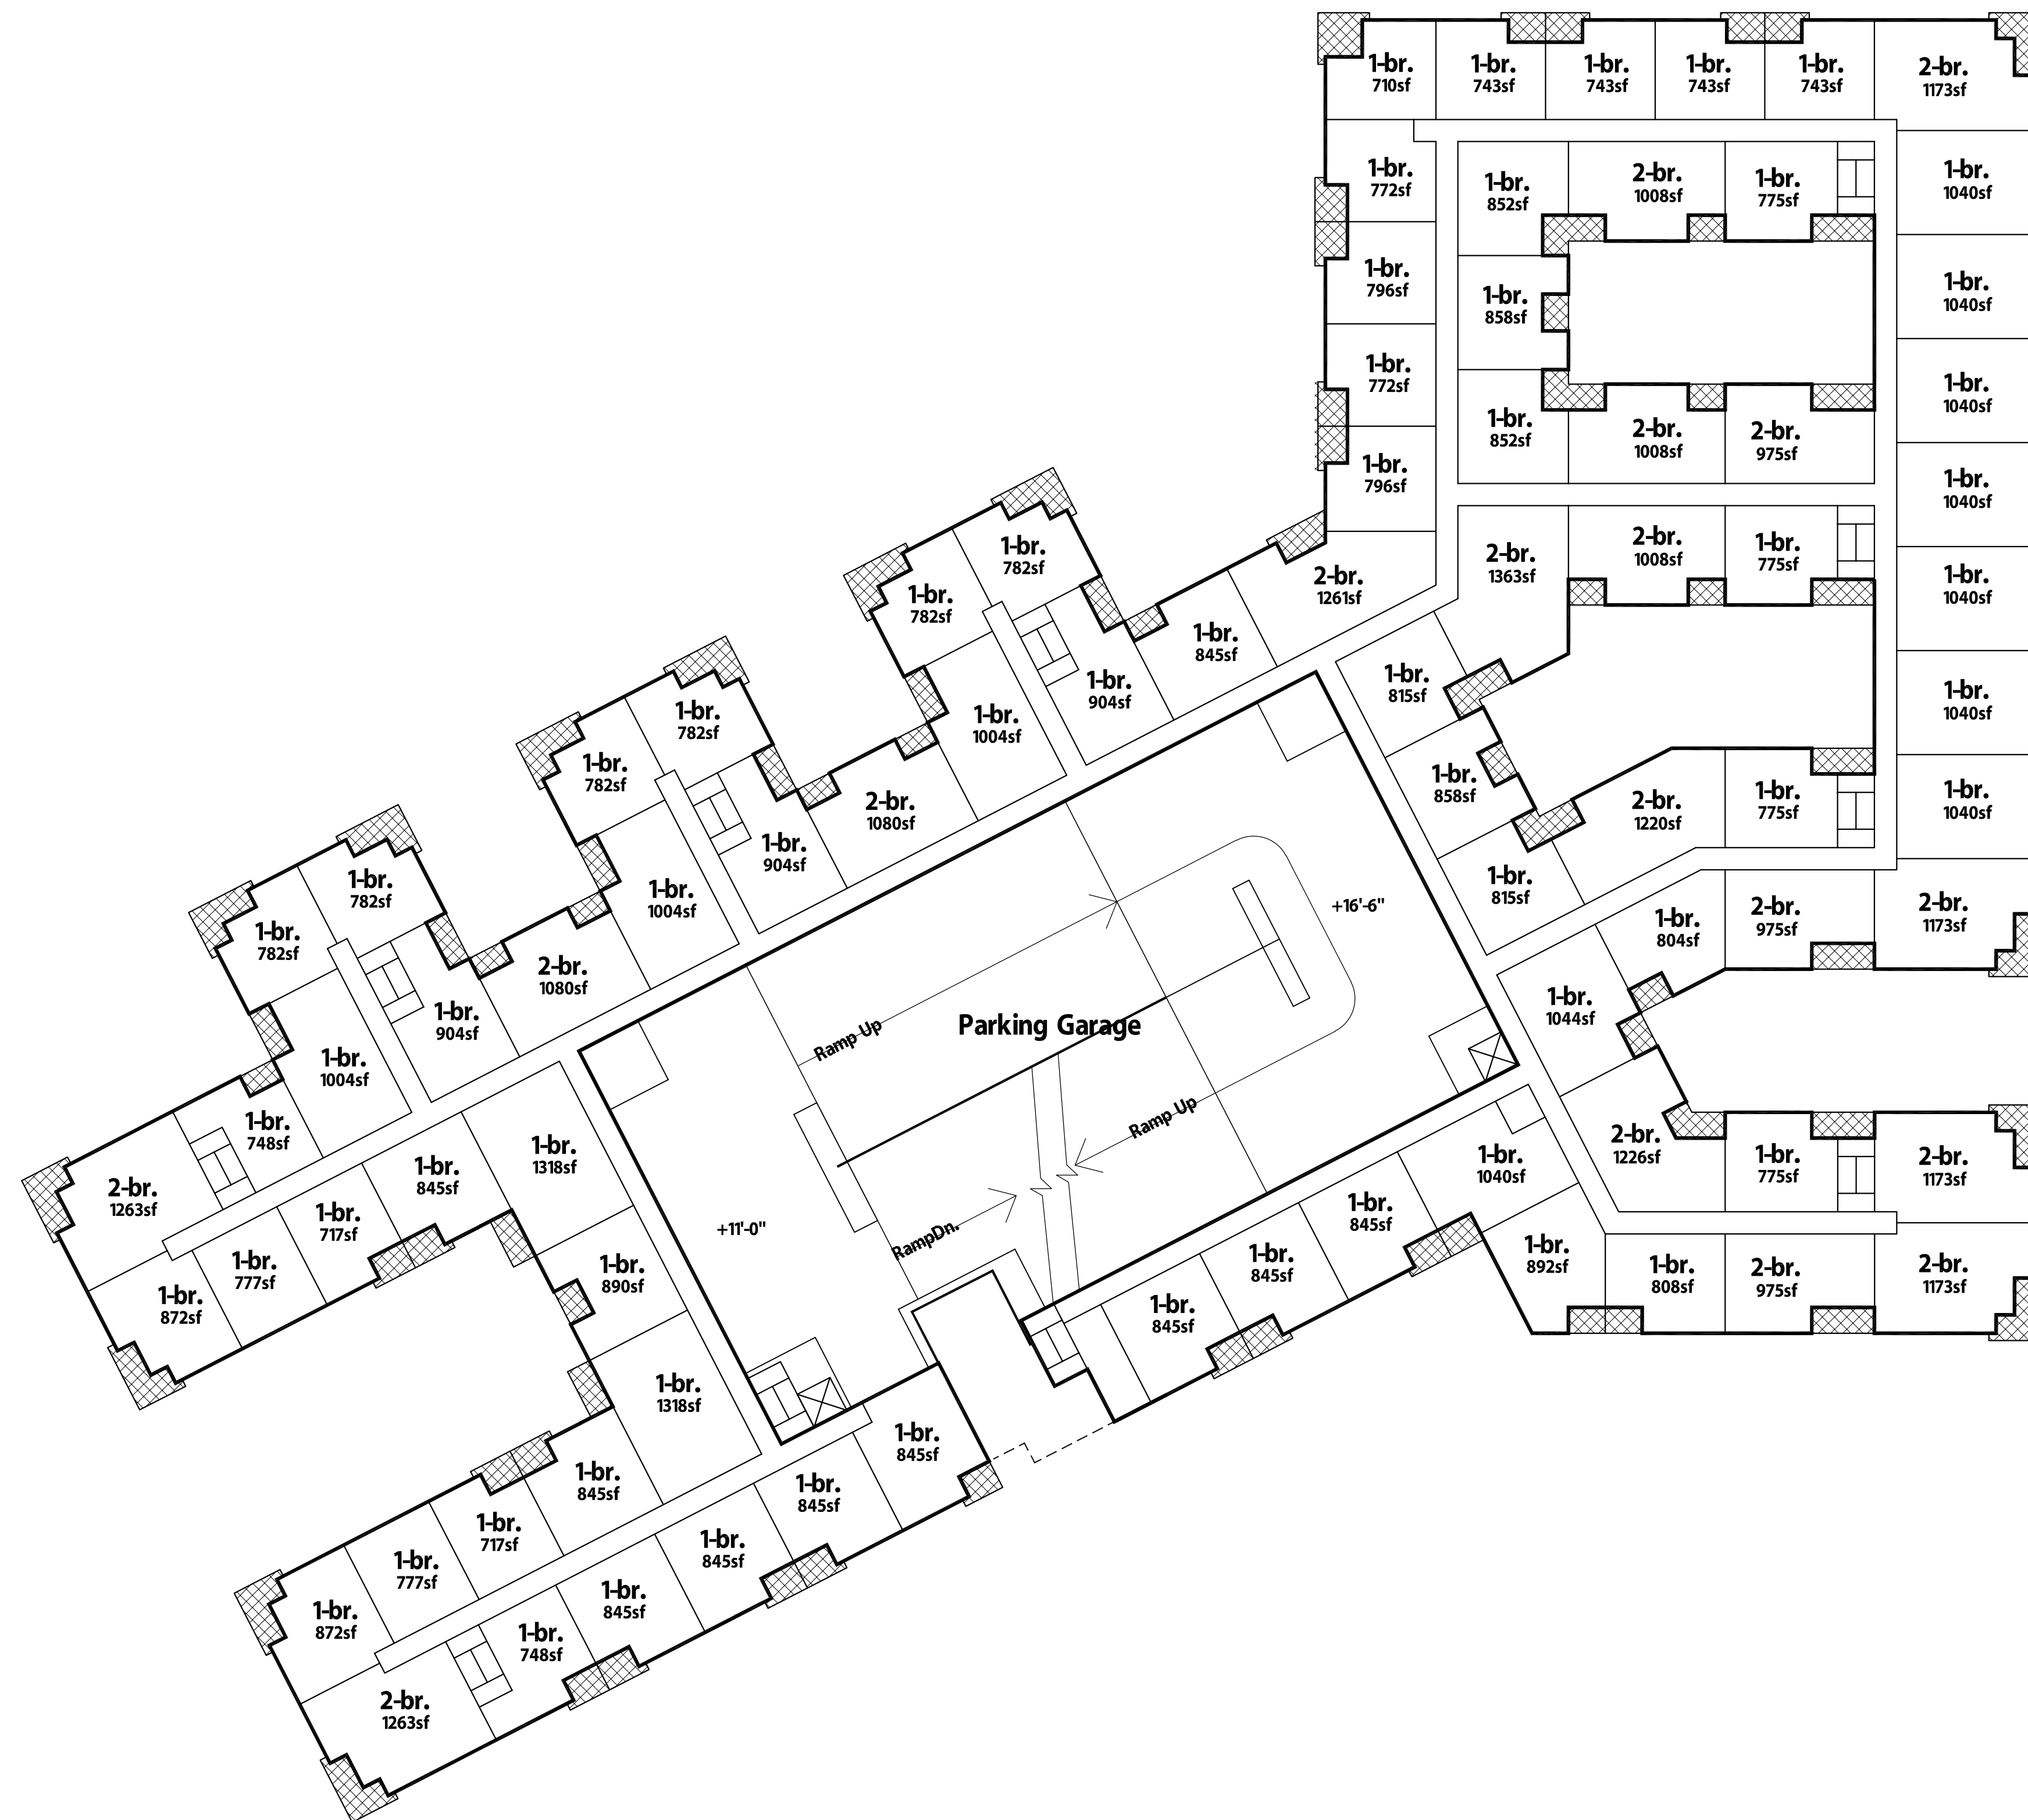 1-br.
710sf
1-br.
743sf
1-br.
743sf
1-br.
743sf
1-br.
743sf
2-br.
1173sf
1-br.
772sf
1-br.
852sf
2-br.
1008sf
1-br.
775sf
1-br.
1040sf
1-br.
796sf
1-br.
858sf
1-br.
1040sf
1-br.
772sf
1-br.
852sf
2-br.
1008sf
2-br.
975sf
1-br.
1040sf
1-br.
796sf
1-br.
1040sf
2-br.
1261sf
2-br.
1363sf
2-br.
1008sf
1-br.
775sf
1-br.
1040sf
1-br.
782sf
1-br.
782sf
1-br.
845sf
1-br.
904sf
1-br.
1004sf
1-br.
815sf
1-br.
1040sf
1-br.
782sf
1-br.
782sf
2-br.
1080sf
1-br.
904sf
1-br.
1004sf
1-br.
858sf
2-br.
1220sf
1-br.
775sf
1-br.
1040sf
1-br.
815sf
1-br.
782sf
1-br.
782sf
2-br.
1080sf
1-br.
904sf
1-br.
1004sf
+16'-6"
1-br.
804sf
2-br.
975sf
2-br.
1173sf
Ramp Up
Parking Garage
1-br.
1044sf
1-br.
748sf
2-br.
1263sf
1-br.
845sf
1-br.
1318sf
Ramp Up
1-br.
1040sf
2-br.
1226sf
1-br.
775sf
2-br.
1173sf
1-br.
717sf
1-br.
777sf
1-br.
872sf
1-br.
890sf
+11'-0"
RampDn.
1-br.
845sf
1-br.
845sf
1-br.
845sf
1-br.
892sf
1-br.
808sf
2-br.
975sf
2-br.
1173sf
1-br.
1318sf
1-br.
845sf
1-br.
845sf
1-br.
845sf
1-br.
717sf
1-br.
845sf
1-br.
777sf
1-br.
845sf
1-br.
872sf
1-br.
748sf
2-br.
1263sf